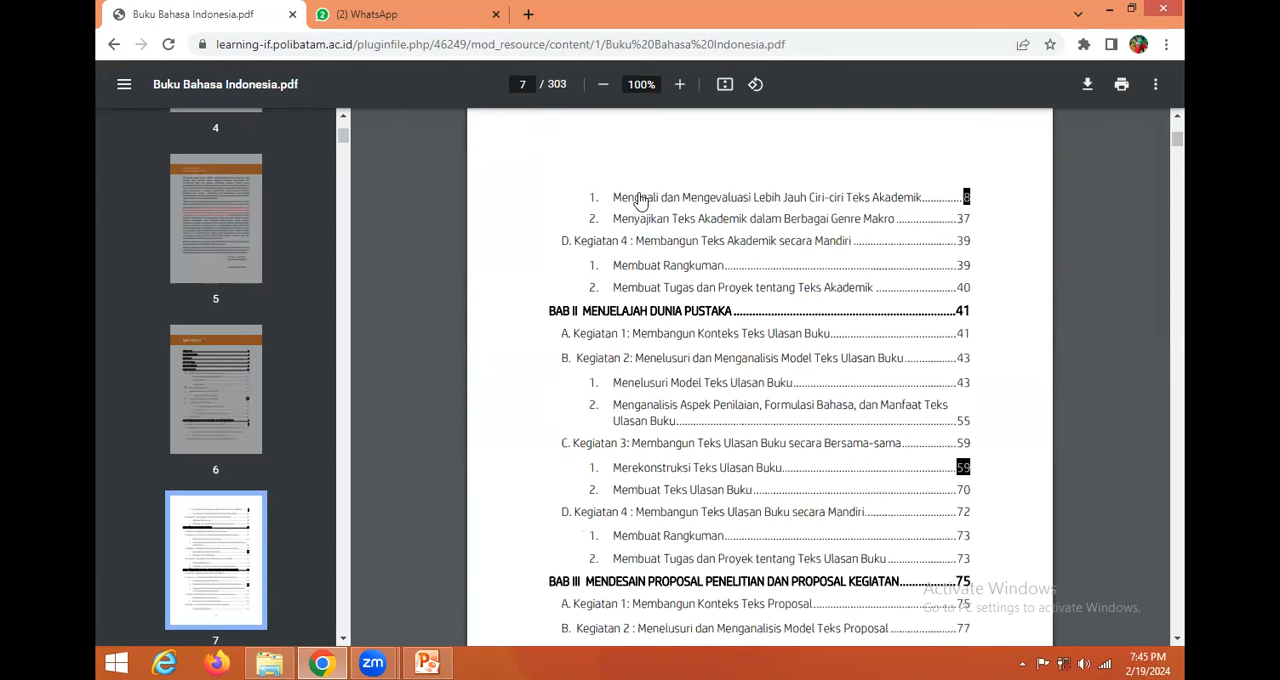 Buku Bahasa Indonesia.pdf
(2) WhatsApp
learning-if.polibatam.ac.id/pluginfile.php/46249/mod_resource/content/1/Buku%20Bahasa%20Indonesia.pdf
Buku Bahasa Indonesia.pdf
7 / 303
100%
4
5
6
7
1. dan Mengevaluasi Lebih Jauh Ciri-ciri Teks Akademik............ 8
2. Menyajikan Teks Akademik dalam Berbagai Genre Makro ................37
D. Kegiatan 4 : Membangun Teks Akademik secara Mandiri ...........................39
1. Membuat Rangkuman................................................................39
2. Membuat Tugas dan Proyek tentang Teks Akademik .....................40
BAB II MENJELAJAH DUNIA PUSTAKA ..........................................................41
A. Kegiatan 1: Membangun Konteks Teks Ulasan Buku..................................41
B. Kegiatan 2: Menelusuri dan Menganalisis Model Teks Ulasan Buku..............43
1. Menelusuri Model Teks Ulasan Buku...........................................43
2. Menganalisis Aspek Penilaian, Formulasi Bahasa, dan Manfaat Teks
Ulasan Buku..............................................................................55
C. Kegiatan 3: Membangun Teks Ulasan Buku secara Bersama-sama...............59
1. Merekonstruksi Teks Ulasan Buku..............................................59
2. Membuat Teks Ulasan Buku......................................................70
D. Kegiatan 4: Membangun Teks Ulasan Buku secara Mandiri.........................72
1. Membuat Rangkuman................................................................73
2. Membuat Tugas dan Proyek tentang Teks Ulasan Buku..................73
BAB III MENDESAIN PROPOSAL PENELITIAN DAN PROPOSAL KEGIATAN...............75
A. Kegiatan 1: Membangun Konteks Teks Proposal.......................................75
B. Kegiatan 2 : Menelusuri dan Menganalisis Model Teks Proposal ..................77
Activate Windows
Go to PC settings to activate Windows.
zm
7:45 PM
2/19/2024